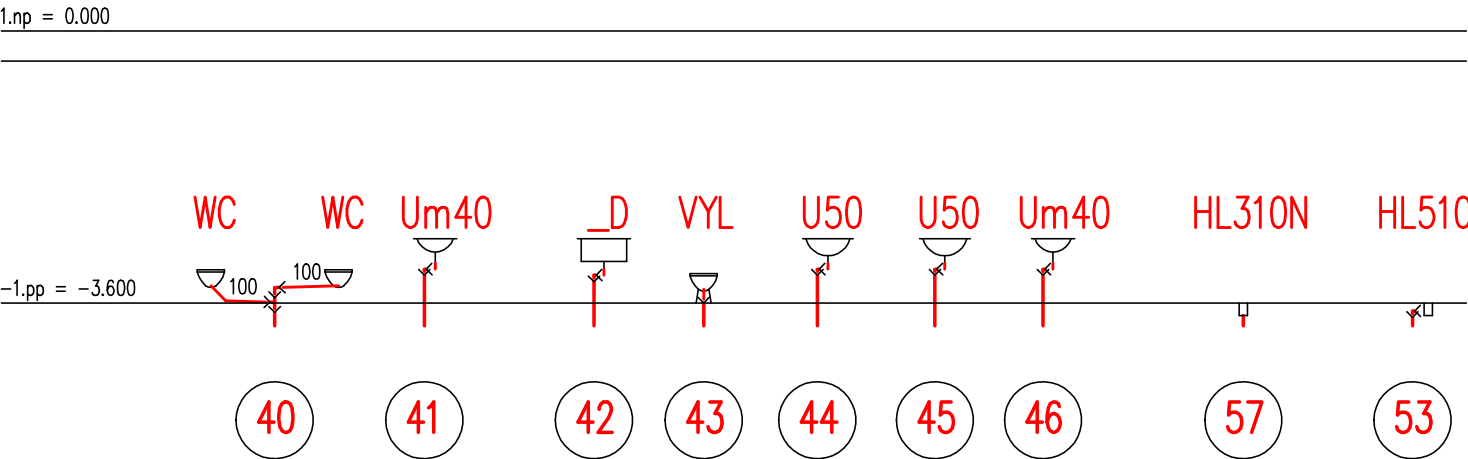 1.np = 0.000
WC WC Um40 _D VYL U50 U50 Um40 HL310N HL510
100
100
-1.pp = -3.600
40 41 42 43 44 45 46 57 53